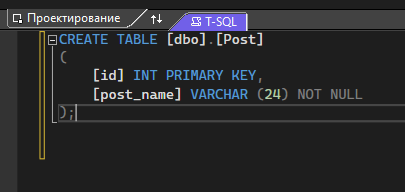 Проектирование T-SQL
CREATE TABLE [dbo].[Post]
(
[id] INT PRIMARY KEY,
[post_name] VARCHAR (24) NOT NULL
);